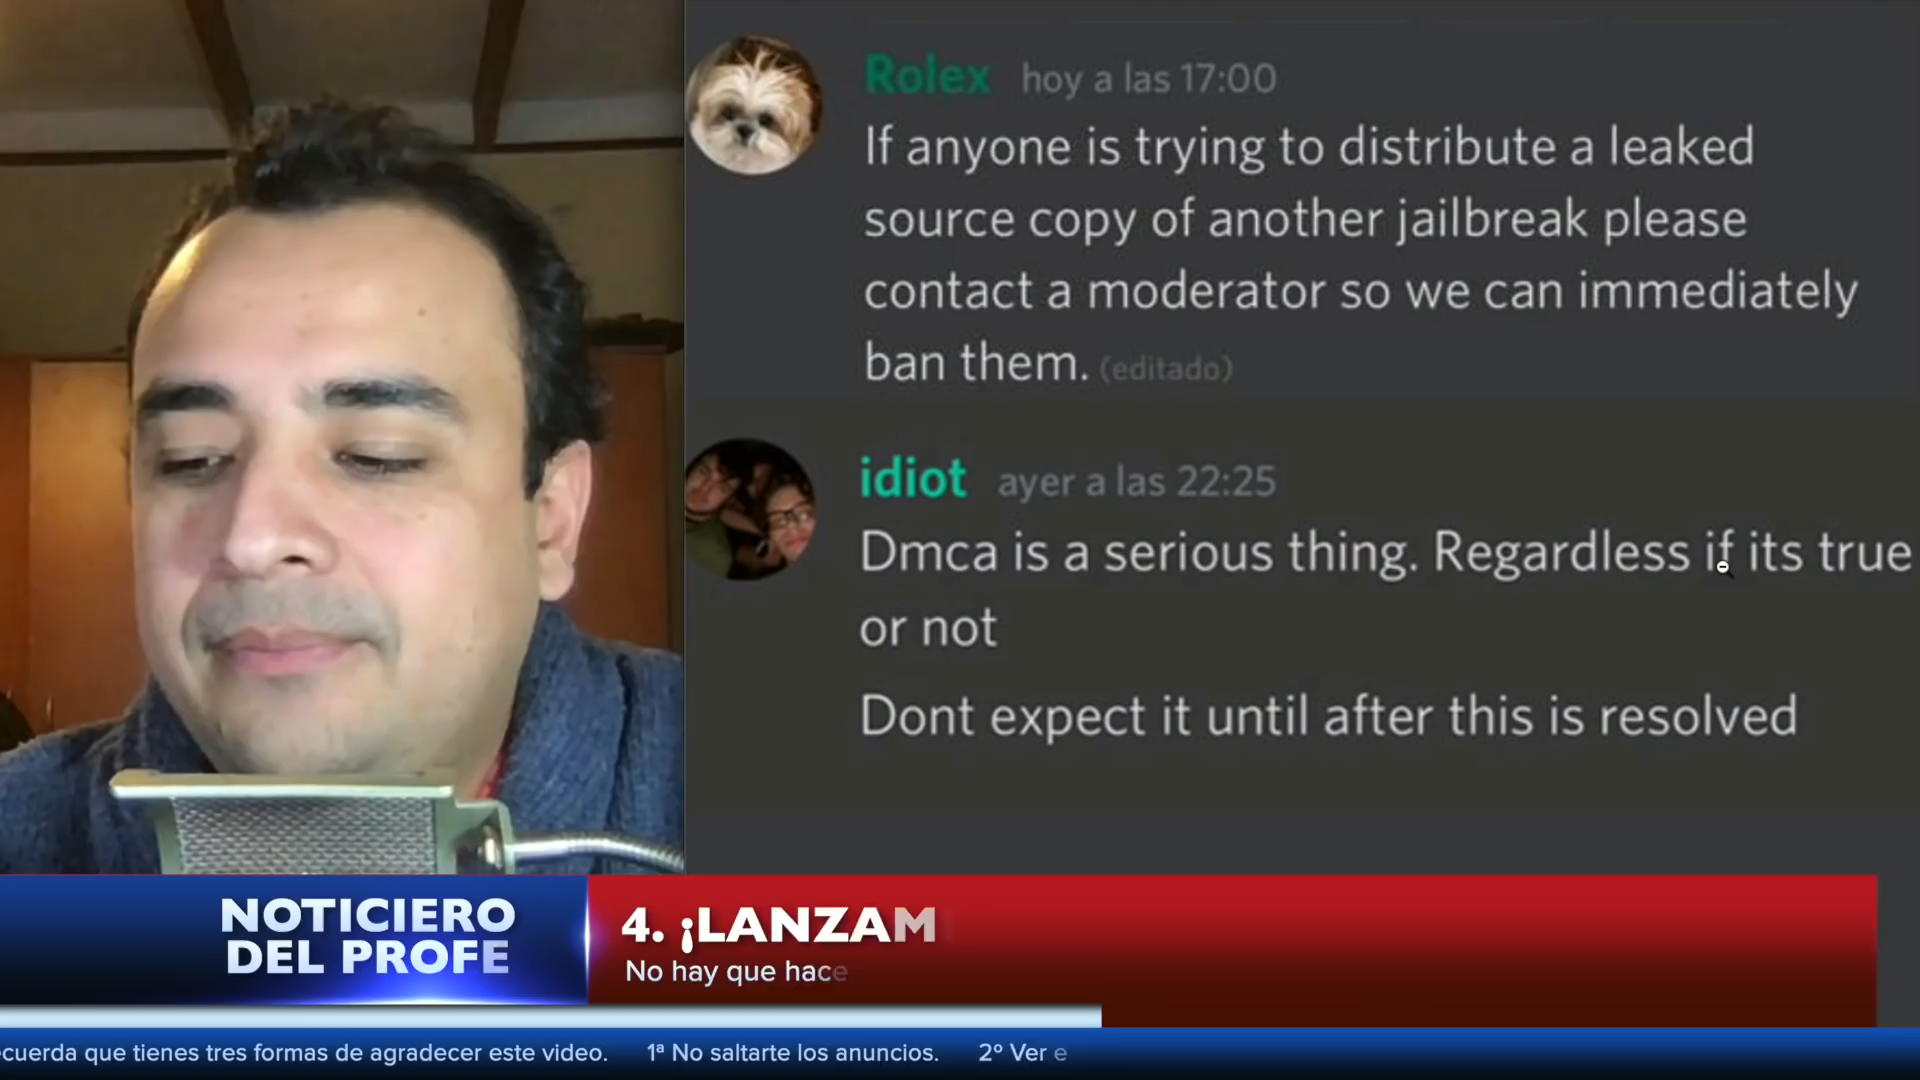 Rolex hoy a las 17:00
If anyone is trying to distribute a leaked
source copy of another jailbreak please
contact a moderator so we can immediately
ban them. (editado)
idiot ayer a las 22:25
Dmca is a serious thing. Regardless if its true
or not
Dont expect it until after this is resolved
NOTICIERO
DEL PROFE
4. ¡LANZAM
No hay que hace
cuerda que tienes tres formas de agradecer este video. 1ª No saltarte los anuncios. 2º Ver e